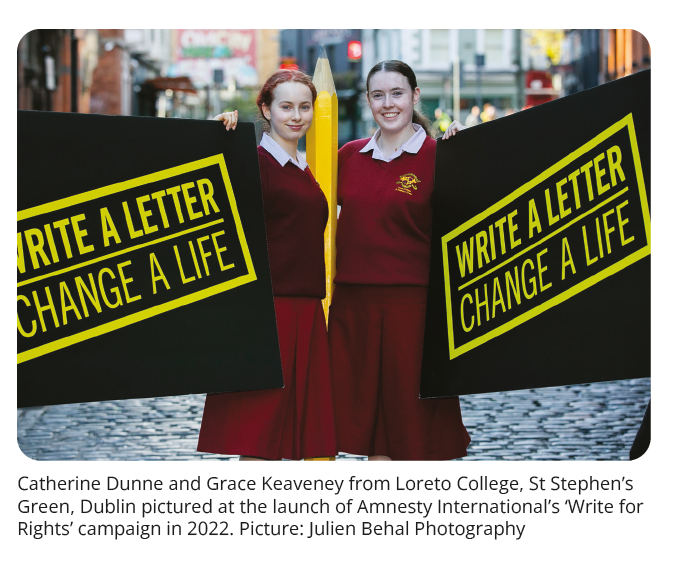 WRITE A LETTER
CHANGE A LIFE
WRITE A LETTER
CHANGE A LIFE
Catherine Dunne and Grace Keaveney from Loreto College, St Stephen’s
Green, Dublin pictured at the launch of Amnesty International’s ‘Write for
Rights’ campaign in 2022. Picture: Julien Behal Photography